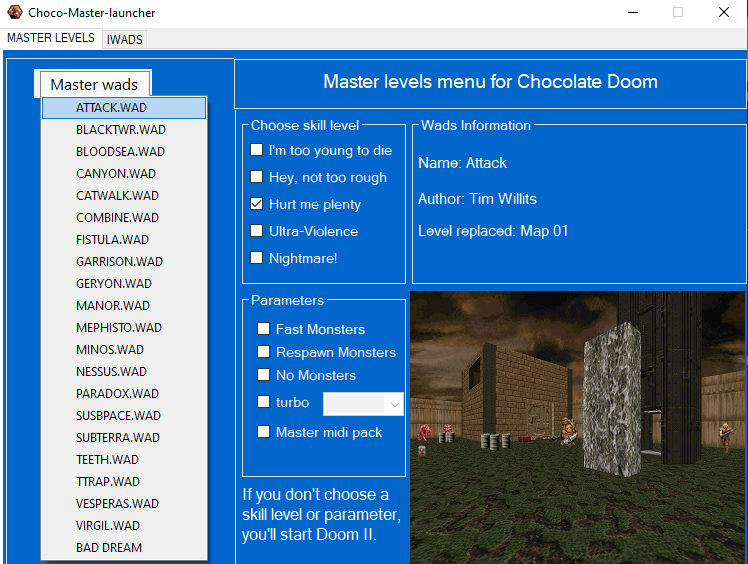 Choco-Master-launcher
MASTER LEVELS
IWADS
Master wads
ATTACK.WAD
BLACKTWR.WAD
BLOODSEA.WAD
CANYON.WAD
CATWALK.WAD
COMBINE.WAD
FISTULA.WAD
GARRISON.WAD
GERYON.WAD
MANOR.WAD
MEPHISTO.WAD
MINOS.WAD
NESSUS.WAD
PARADOX.WAD
SUSBPACE.WAD
SUBTERRA.WAD
TEETH.WAD
TTRAP.WAD
VESPERAS.WAD
VIRGIL.WAD
BAD DREAM
Master levels menu for Chocolate Doom
Choose skill level
I'm too young to die
Hey, not too rough
Hurt me plenty
Ultra-Violence
Nightmare!
Wads Information
Name: Attack
Author: Tim Willits
Level replaced: Map 01
Parameters
Fast Monsters
Respawn Monsters
No Monsters
turbo
Master midi pack
If you don't choose a
skill level or parameter,
you'll start Doom II.